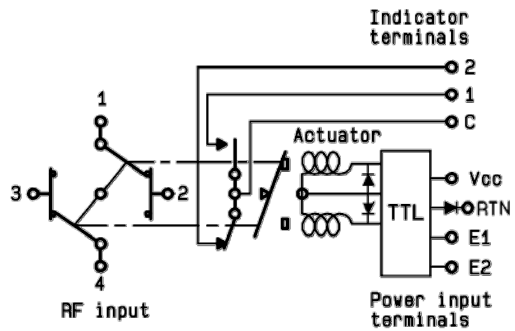 Indicator
terminals
2
1
C
1
Actuator
3
2
TTL
Vcc
RTN
E1
E2
4
RF input
Power input
terminals